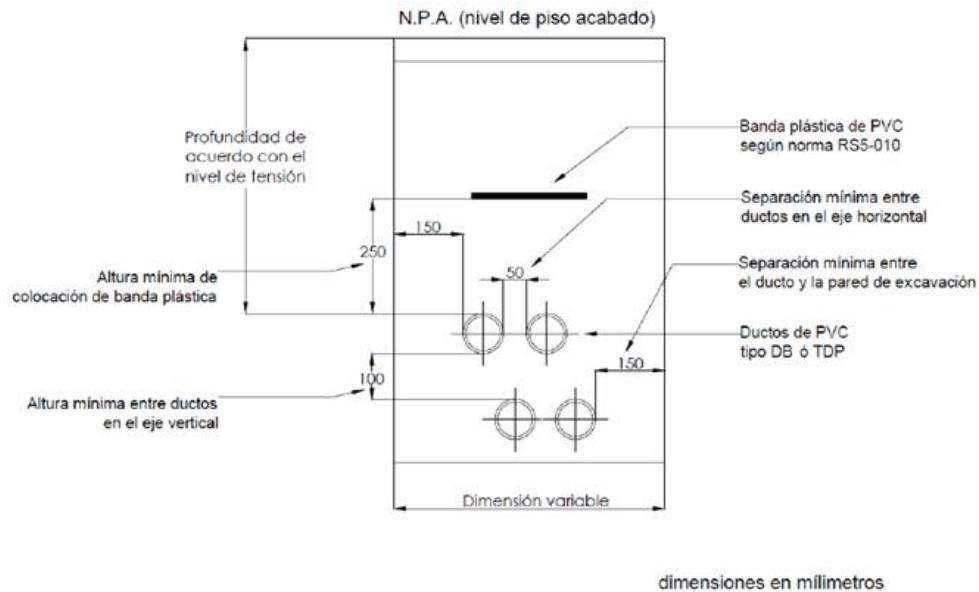 N.P.A. (nivel de piso acabado)
Profundidad de
acuerdo con el
nivel de tensión
Banda plástica de PVC
según norma RS5-010
Separación mínima entre
ductos en el eje horizontal
150
250
50
Altura mínima de
colocación de banda plástica
Separación mínima entre
el ducto y la pared de excavación
Ductos de PVC
tipo DB ó TDP
150
100
Altura mínima entre ductos
en el eje vertical
Dimensión variable
dimensiones en mílimetros